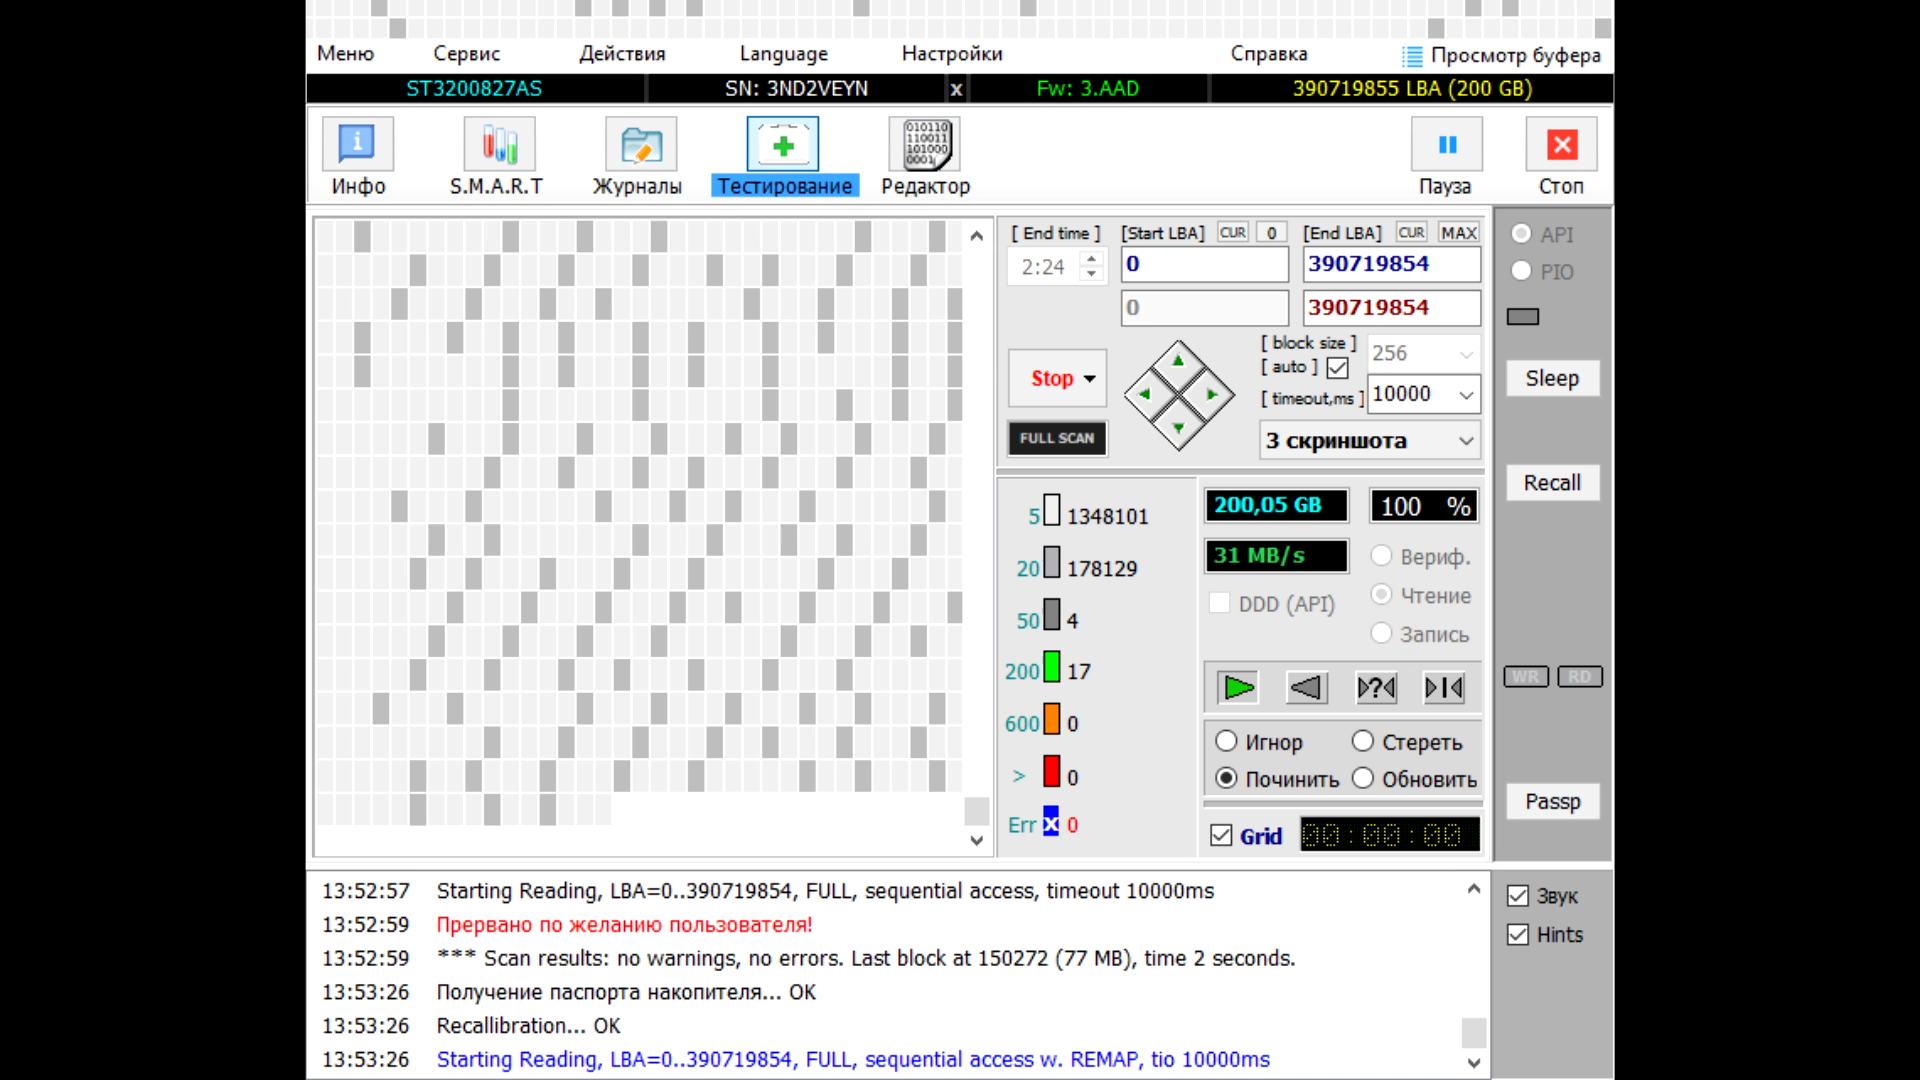 Меню Сервис Действия Language Настройки Справка Просмотр буфера
ST3200827AS SN: 3ND2VEYN x Fw: 3.AAD 390719855 LBA (200 GB)
010110
110011
101000
0001
Инфо S.M.A.R.T Журналы Тестирование Редактор Пауза Стоп
[ End time ] [Start LBA] CUR 0 [End LBA] CUR MAX
2:24 0 390719854
0 390719854
[ block size ] 256
[ auto ]
[ timeout,ms ] 10000
Stop
FULL SCAN
3 скриншота
5 1348101
20 178129
50 4
200 17
600 0
> 0
Err x 0
200,05 GB 100 %
31 MB/s Вериф.
DDD (API) Чтение
Запись
?
Игнор Стереть
Починить Обновить
Grid 00:00:00
API
PIO
Sleep
Recall
WR RD
Passp
13:52:57 Starting Reading, LBA=0..390719854, FULL, sequential access, timeout 10000ms
13:52:59 Прервано по желанию пользователя!
13:52:59 *** Scan results: no warnings, no errors. Last block at 150272 (77 MB), time 2 seconds.
13:53:26 Получение паспорта накопителя... OK
13:53:26 Recallibration... OK
13:53:26 Starting Reading, LBA=0..390719854, FULL, sequential access w. REMAP, tio 10000ms
Звук
Hints